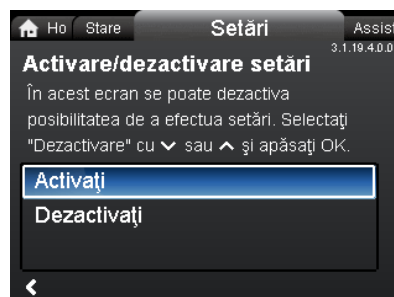 Ho Stare Setări Assist
3.1.19.4.0.0
Activare/dezactivare setări
În acest ecran se poate dezactiva
posibilitatea de a efectua setări. Selectaţi
"Dezactivare" cu ⌄ sau ⌃ şi apăsaţi OK.
Activaţi
Dezactivaţi